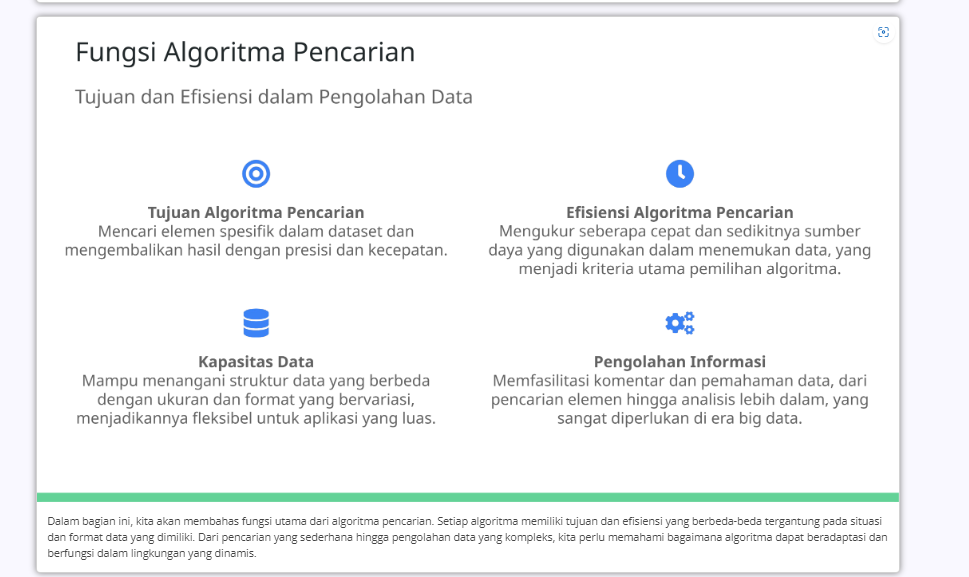 Fungsi Algoritma Pencarian
Tujuan dan Efisiensi dalam Pengolahan Data
Tujuan Algoritma Pencarian
Mencari elemen spesifik dalam dataset dan
mengembalikan hasil dengan presisi dan kecepatan.
Efisiensi Algoritma Pencarian
Mengukur seberapa cepat dan sedikitnya sumber
daya yang digunakan dalam menemukan data, yang
menjadi kriteria utama pemilihan algoritma.
Kapasitas Data
Mampu menangani struktur data yang berbeda
dengan ukuran dan format yang bervariasi,
menjadikannya fleksibel untuk aplikasi yang luas.
Pengolahan Informasi
Memfasilitasi komentar dan pemahaman data, dari
pencarian elemen hingga analisis lebih dalam, yang
sangat diperlukan di era big data.
Dalam bagian ini, kita akan membahas fungsi utama dari algoritma pencarian. Setiap algoritma memiliki tujuan dan efisiensi yang berbeda-beda tergantung pada situasi
dan format data yang dimiliki. Dari pencarian yang sederhana hingga pengolahan data yang kompleks, kita perlu memahami bagaimana algoritma dapat beradaptasi dan
berfungsi dalam lingkungan yang dinamis.